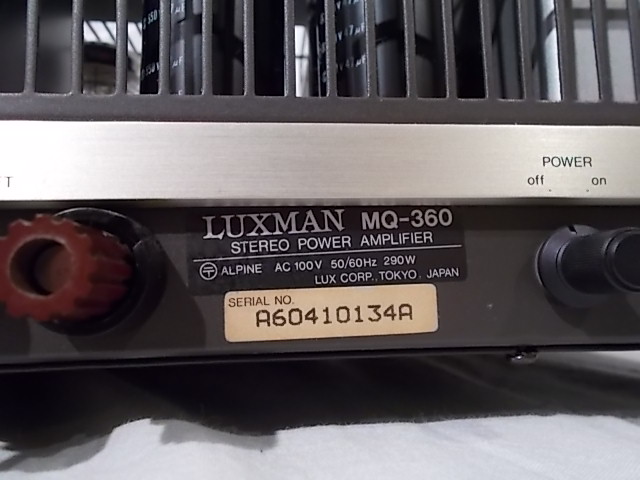 POWER
off on
LUXMAN MQ-360
STEREO POWER AMPLIFIER
ALPINE AC 100V 50/60Hz 290W
LUX CORP., TOKYO, JAPAN
SERIAL NO.
A60410134A